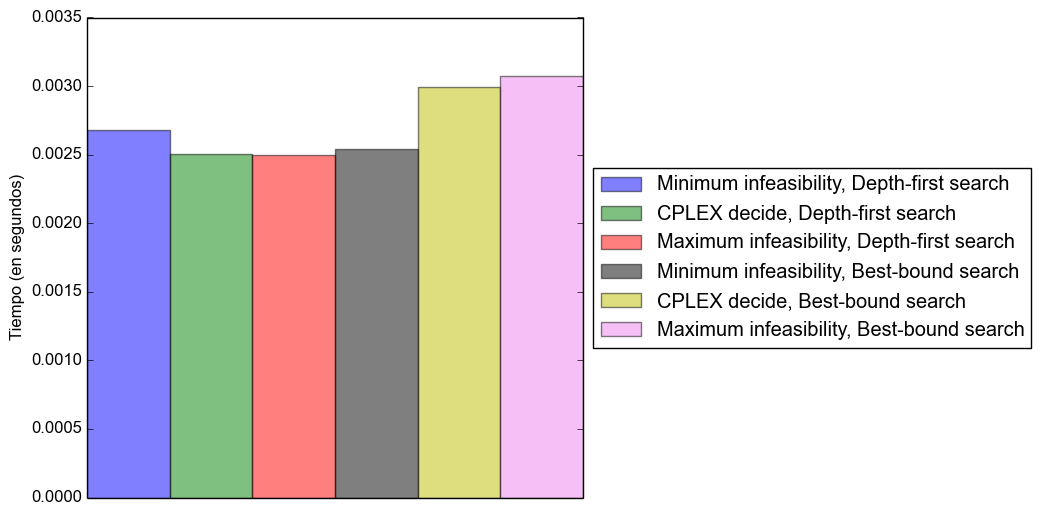 0.0035
0.0030
0.0025
0.0020
0.0015
0.0010
0.0005
0.0000
Tiempo (en segundos)
Minimum infeasibility, Depth-first search
CPLEX decide, Depth-first search
Maximum infeasibility, Depth-first search
Minimum infeasibility, Best-bound search
CPLEX decide, Best-bound search
Maximum infeasibility, Best-bound search